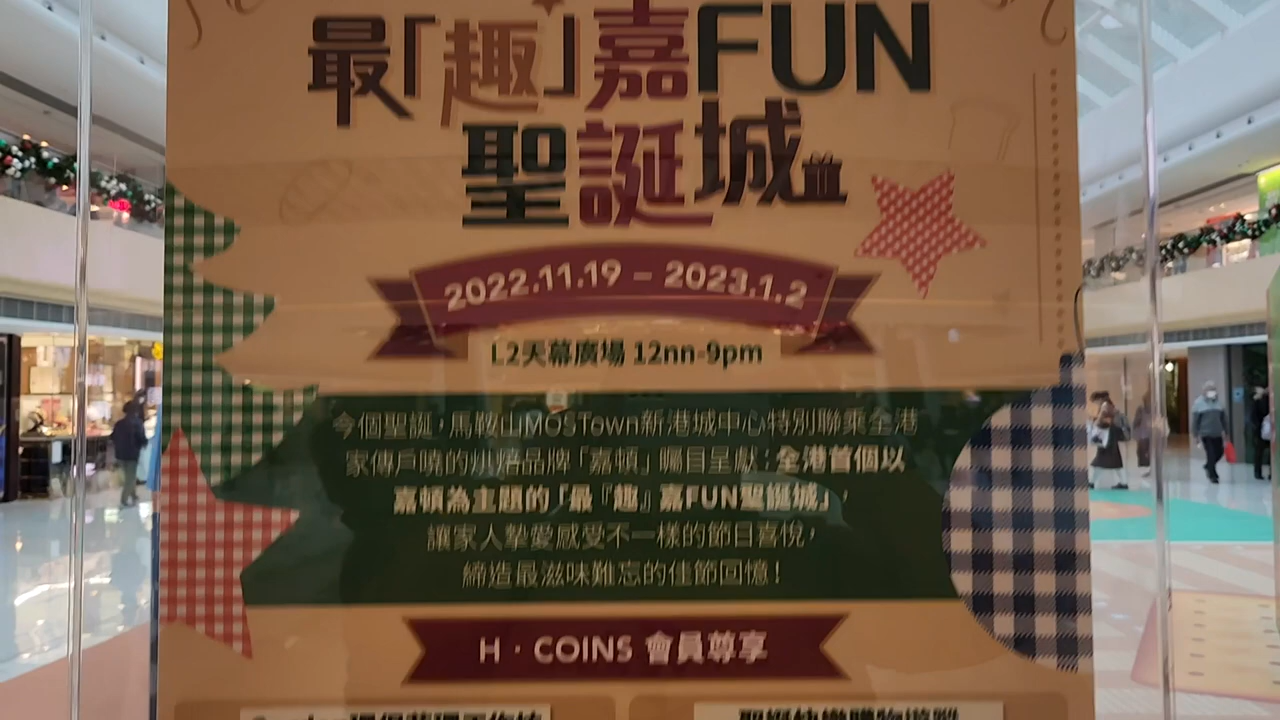 最「趣」嘉FUN
聖誕城
2022.11.19 – 2023.1.2
L2天幕廣場 12nn-9pm
今個聖誕，馬鞍山MOSTown新港城中心特別聯乘全港
家傳戶曉的烘焙品牌「嘉頓」矚目呈獻：全港首個以
嘉頓為主題的「最『趣』嘉FUN聖誕城」，
讓家人摯愛感受不一樣的節日喜悅，
締造最滋味難忘的佳節回憶！
H · COINS 會員尊享